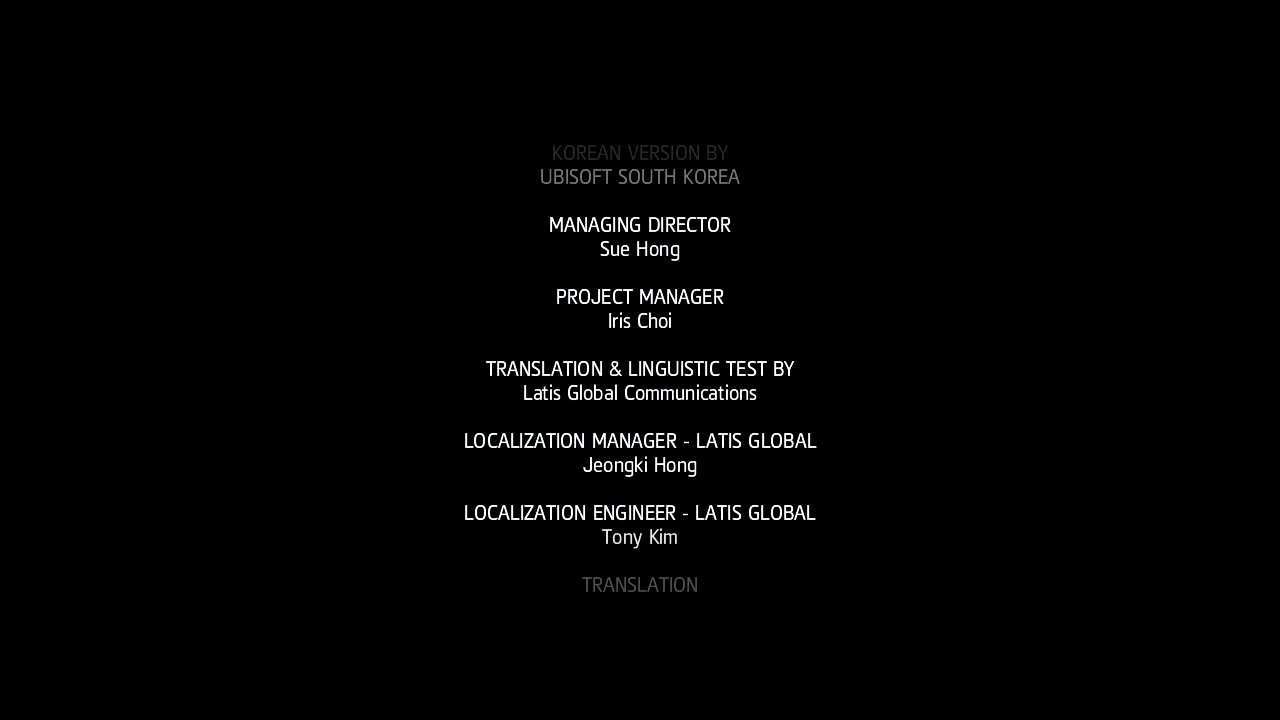 KOREAN VERSION BY
UBISOFT SOUTH KOREA
MANAGING DIRECTOR
Sue Hong
PROJECT MANAGER
Iris Choi
TRANSLATION & LINGUISTIC TEST BY
Latis Global Communications
LOCALIZATION MANAGER - LATIS GLOBAL
Jeongki Hong
LOCALIZATION ENGINEER - LATIS GLOBAL
Tony Kim
TRANSLATION